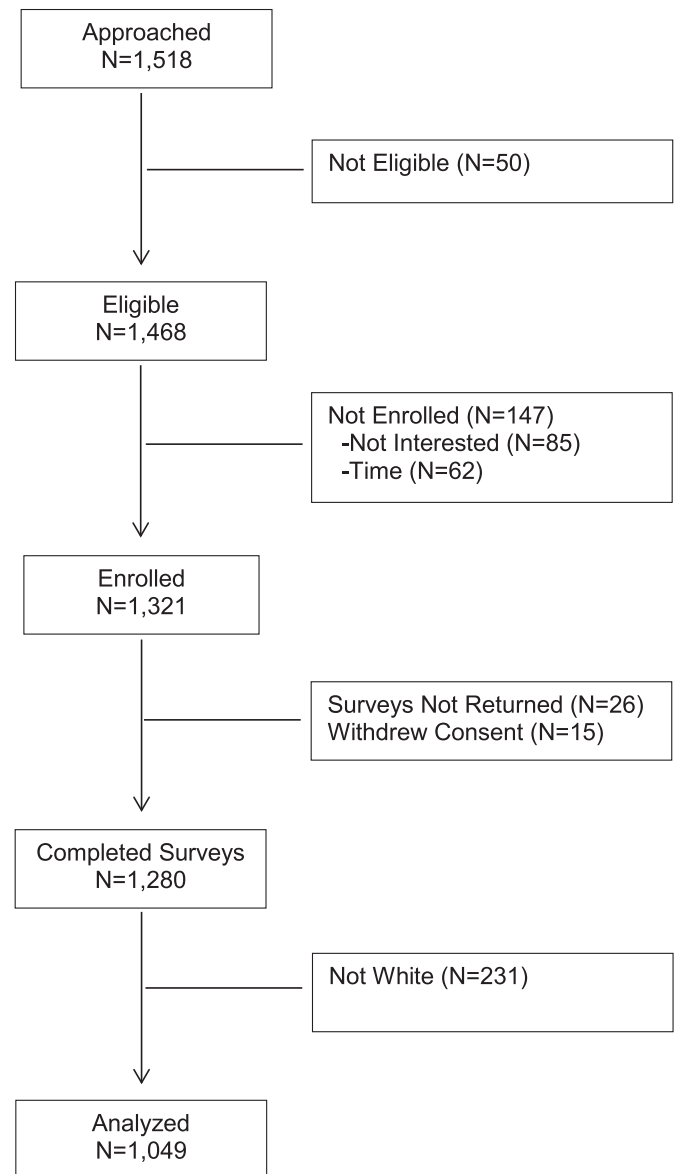 Approached
N=1,518
Not Eligible (N=50)
Eligible
N=1,468
Not Enrolled (N=147)
-Not Interested (N=85)
-Time (N=62)
Enrolled
N=1,321
Surveys Not Returned (N=26)
Withdrew Consent (N=15)
Completed Surveys
N=1,280
Not White (N=231)
Analyzed
N=1,049